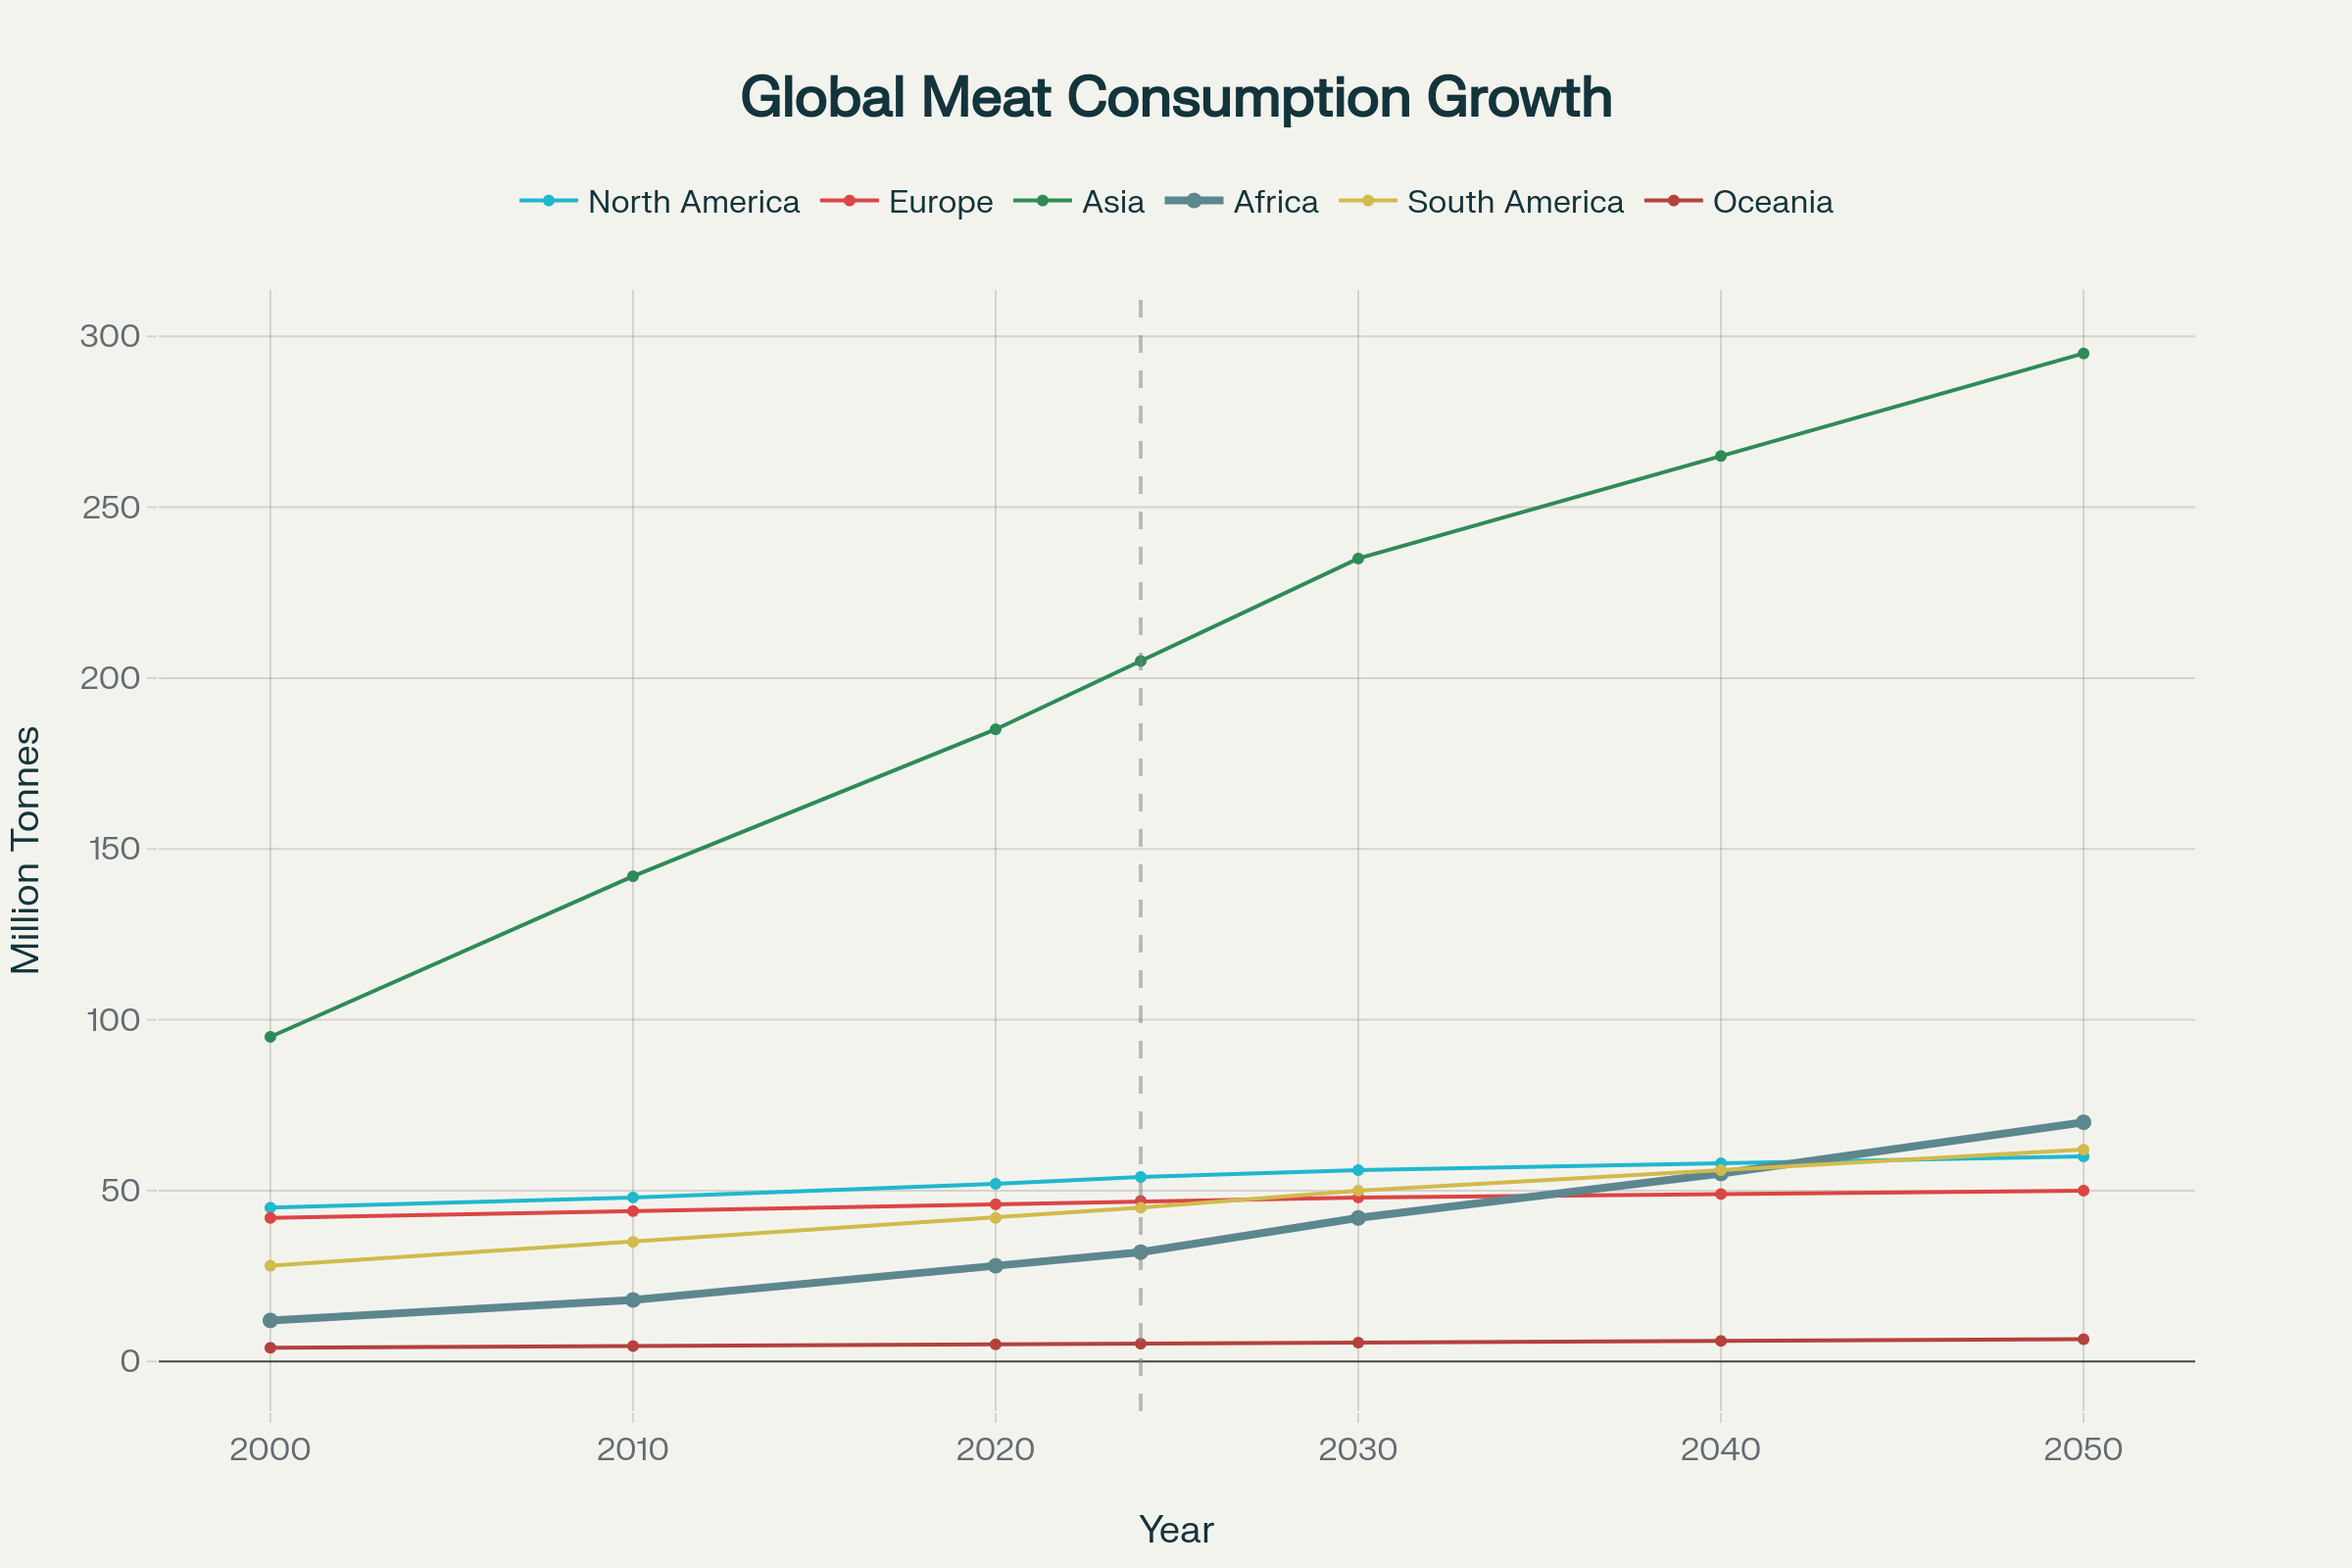 Global Meat Consumption Growth
North America Europe Asia Africa South America Oceania
300
250
200
150
100
50
0
Million Tonnes
2000 2010 2020 2030 2040 2050
Year